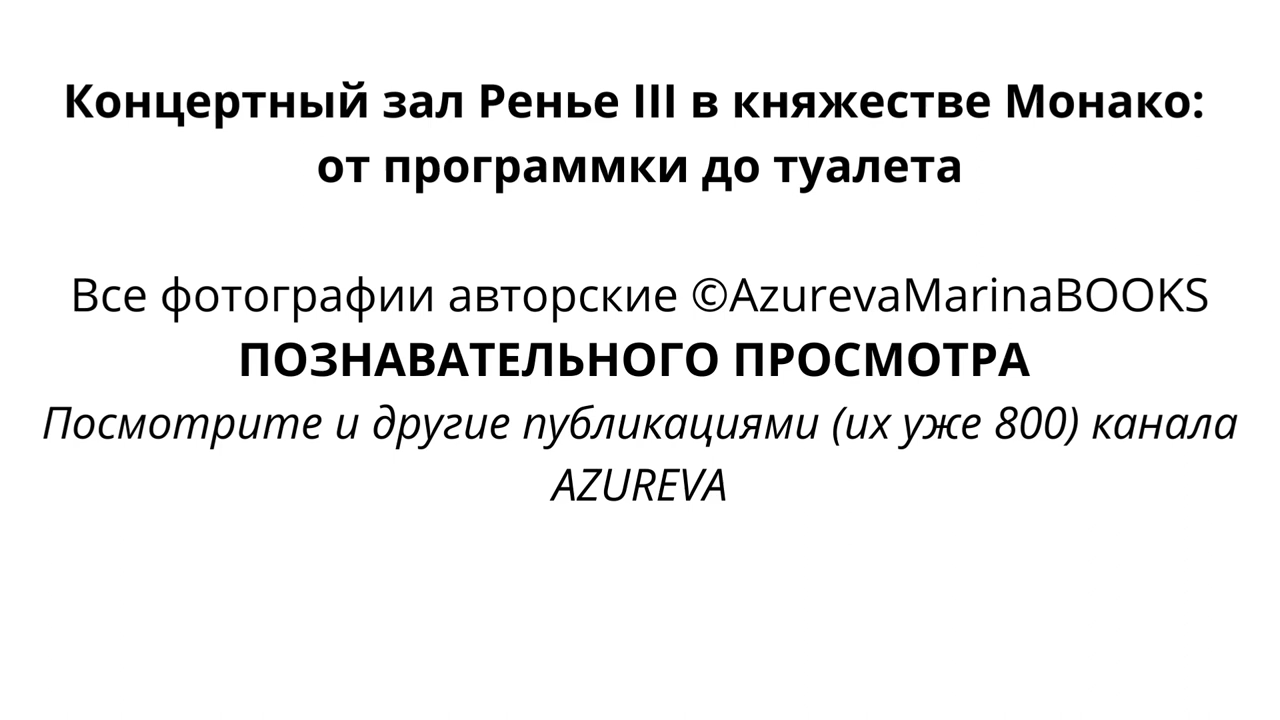 Концертный зал Ренье III в княжестве Монако:
от программки до туалета
Все фотографии авторские ©AzurevaMarinaBOOKS
ПОЗНАВАТЕЛЬНОГО ПРОСМОТРА
Посмотрите и другие публикациями (их уже 800) канала
AZUREVA